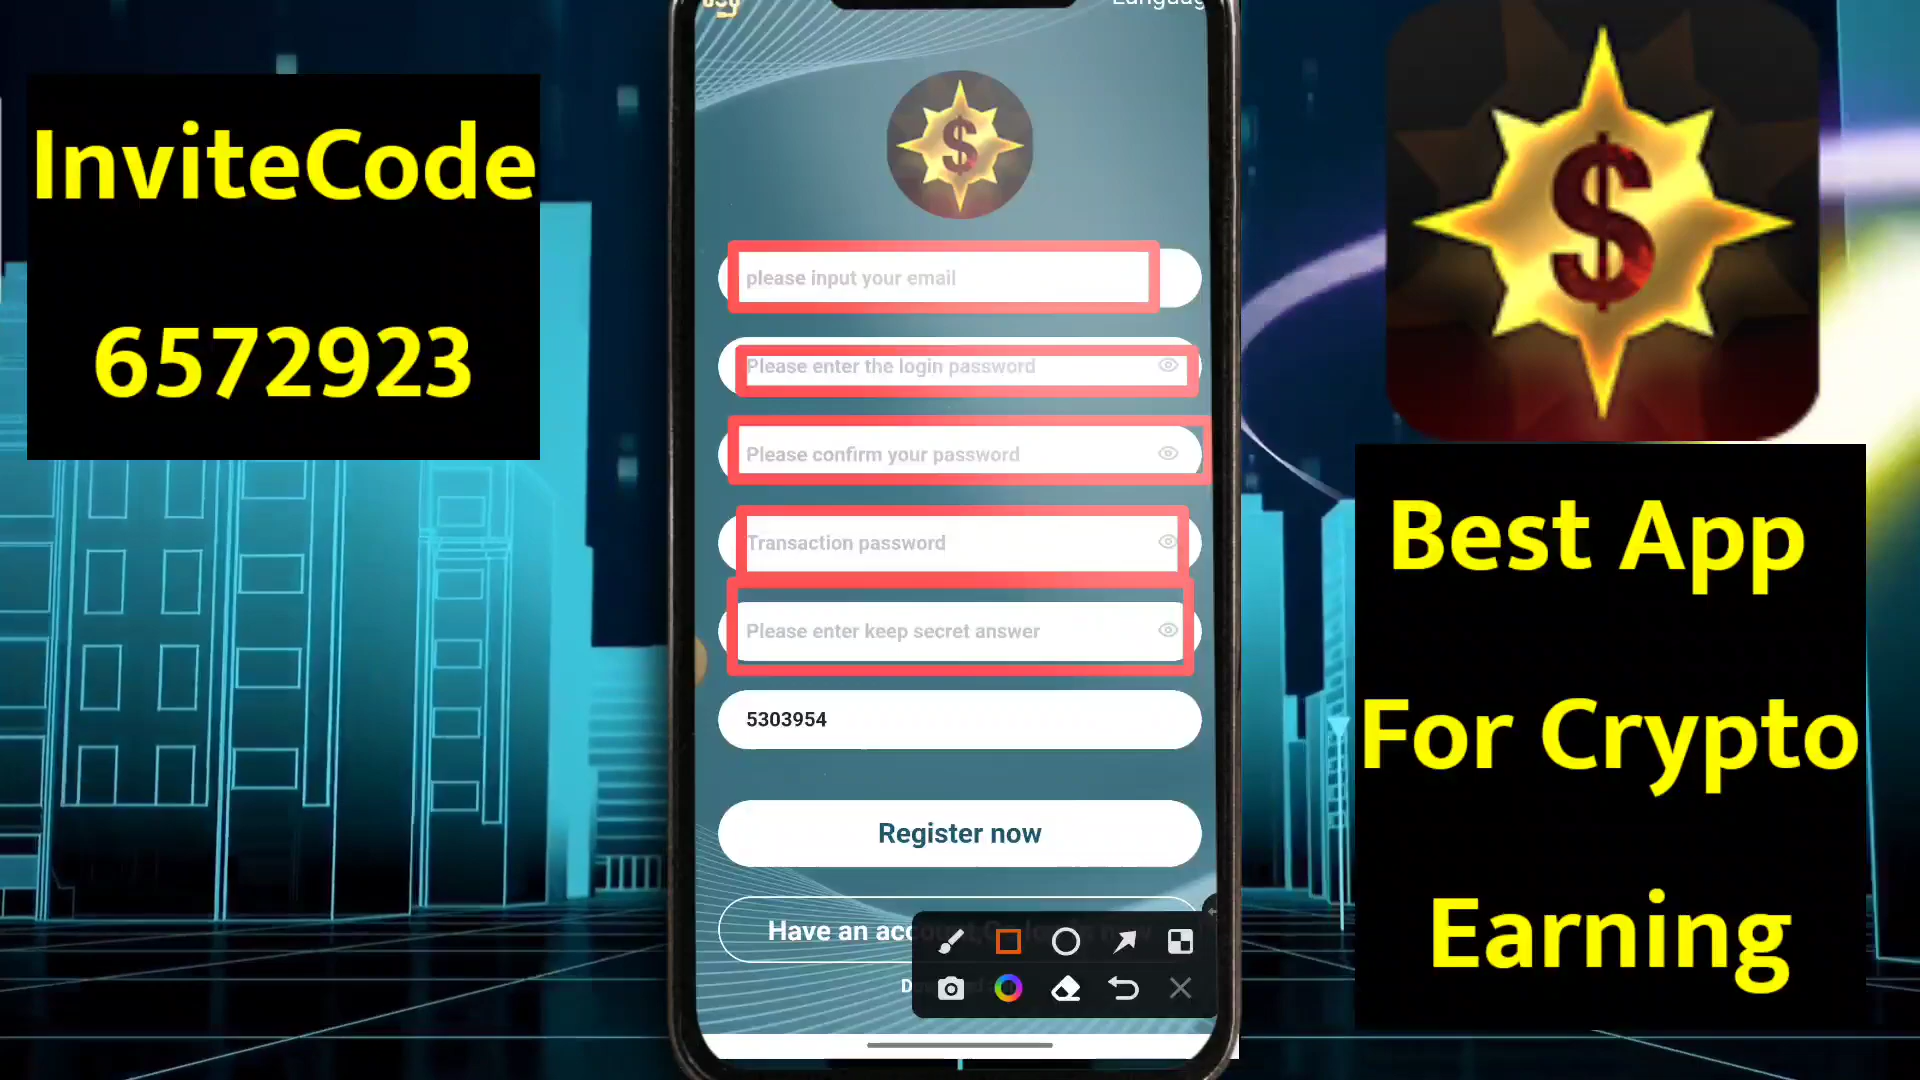 InviteCode
6572923
please input your email
Please enter the login password
Please confirm your password
Transaction password
Please enter keep secret answer
5303954
Register now
Have an
Best App
For Crypto
Earning